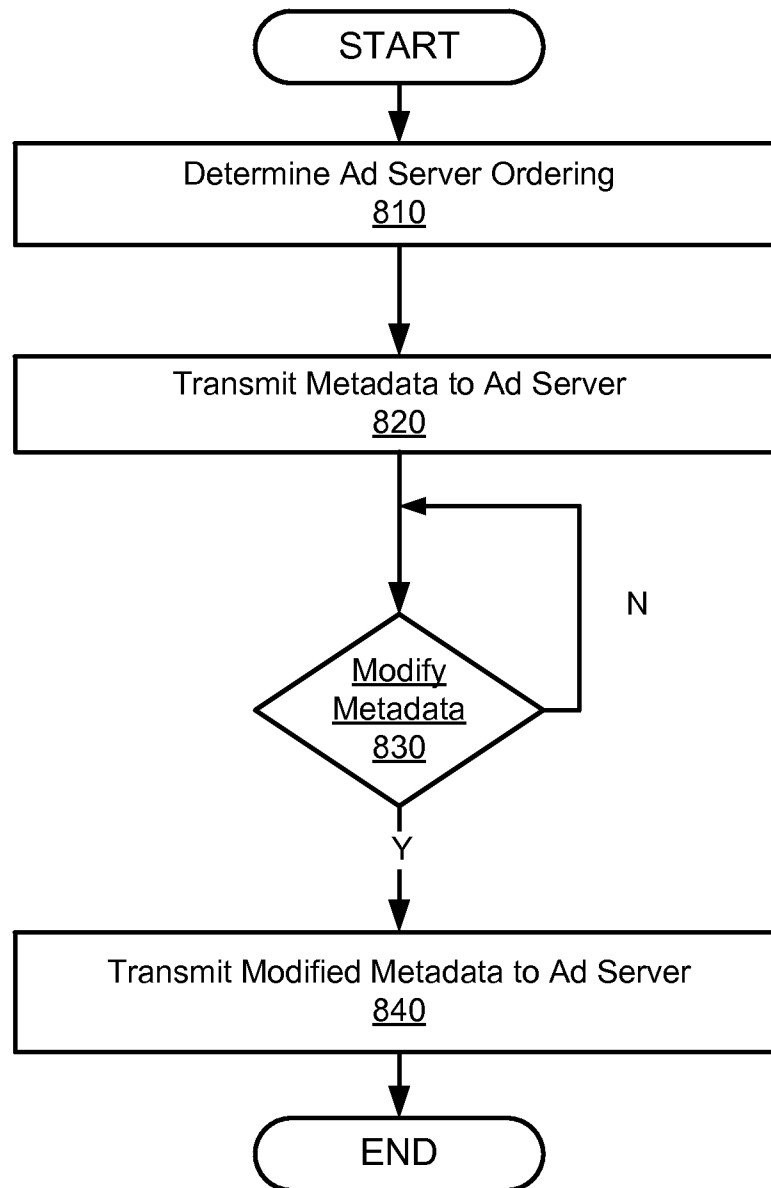 START
Determine Ad Server Ordering
810
Transmit Metadata to Ad Server
820
N
Modify
Metadata
830
Y
Transmit Modified Metadata to Ad Server
840
END